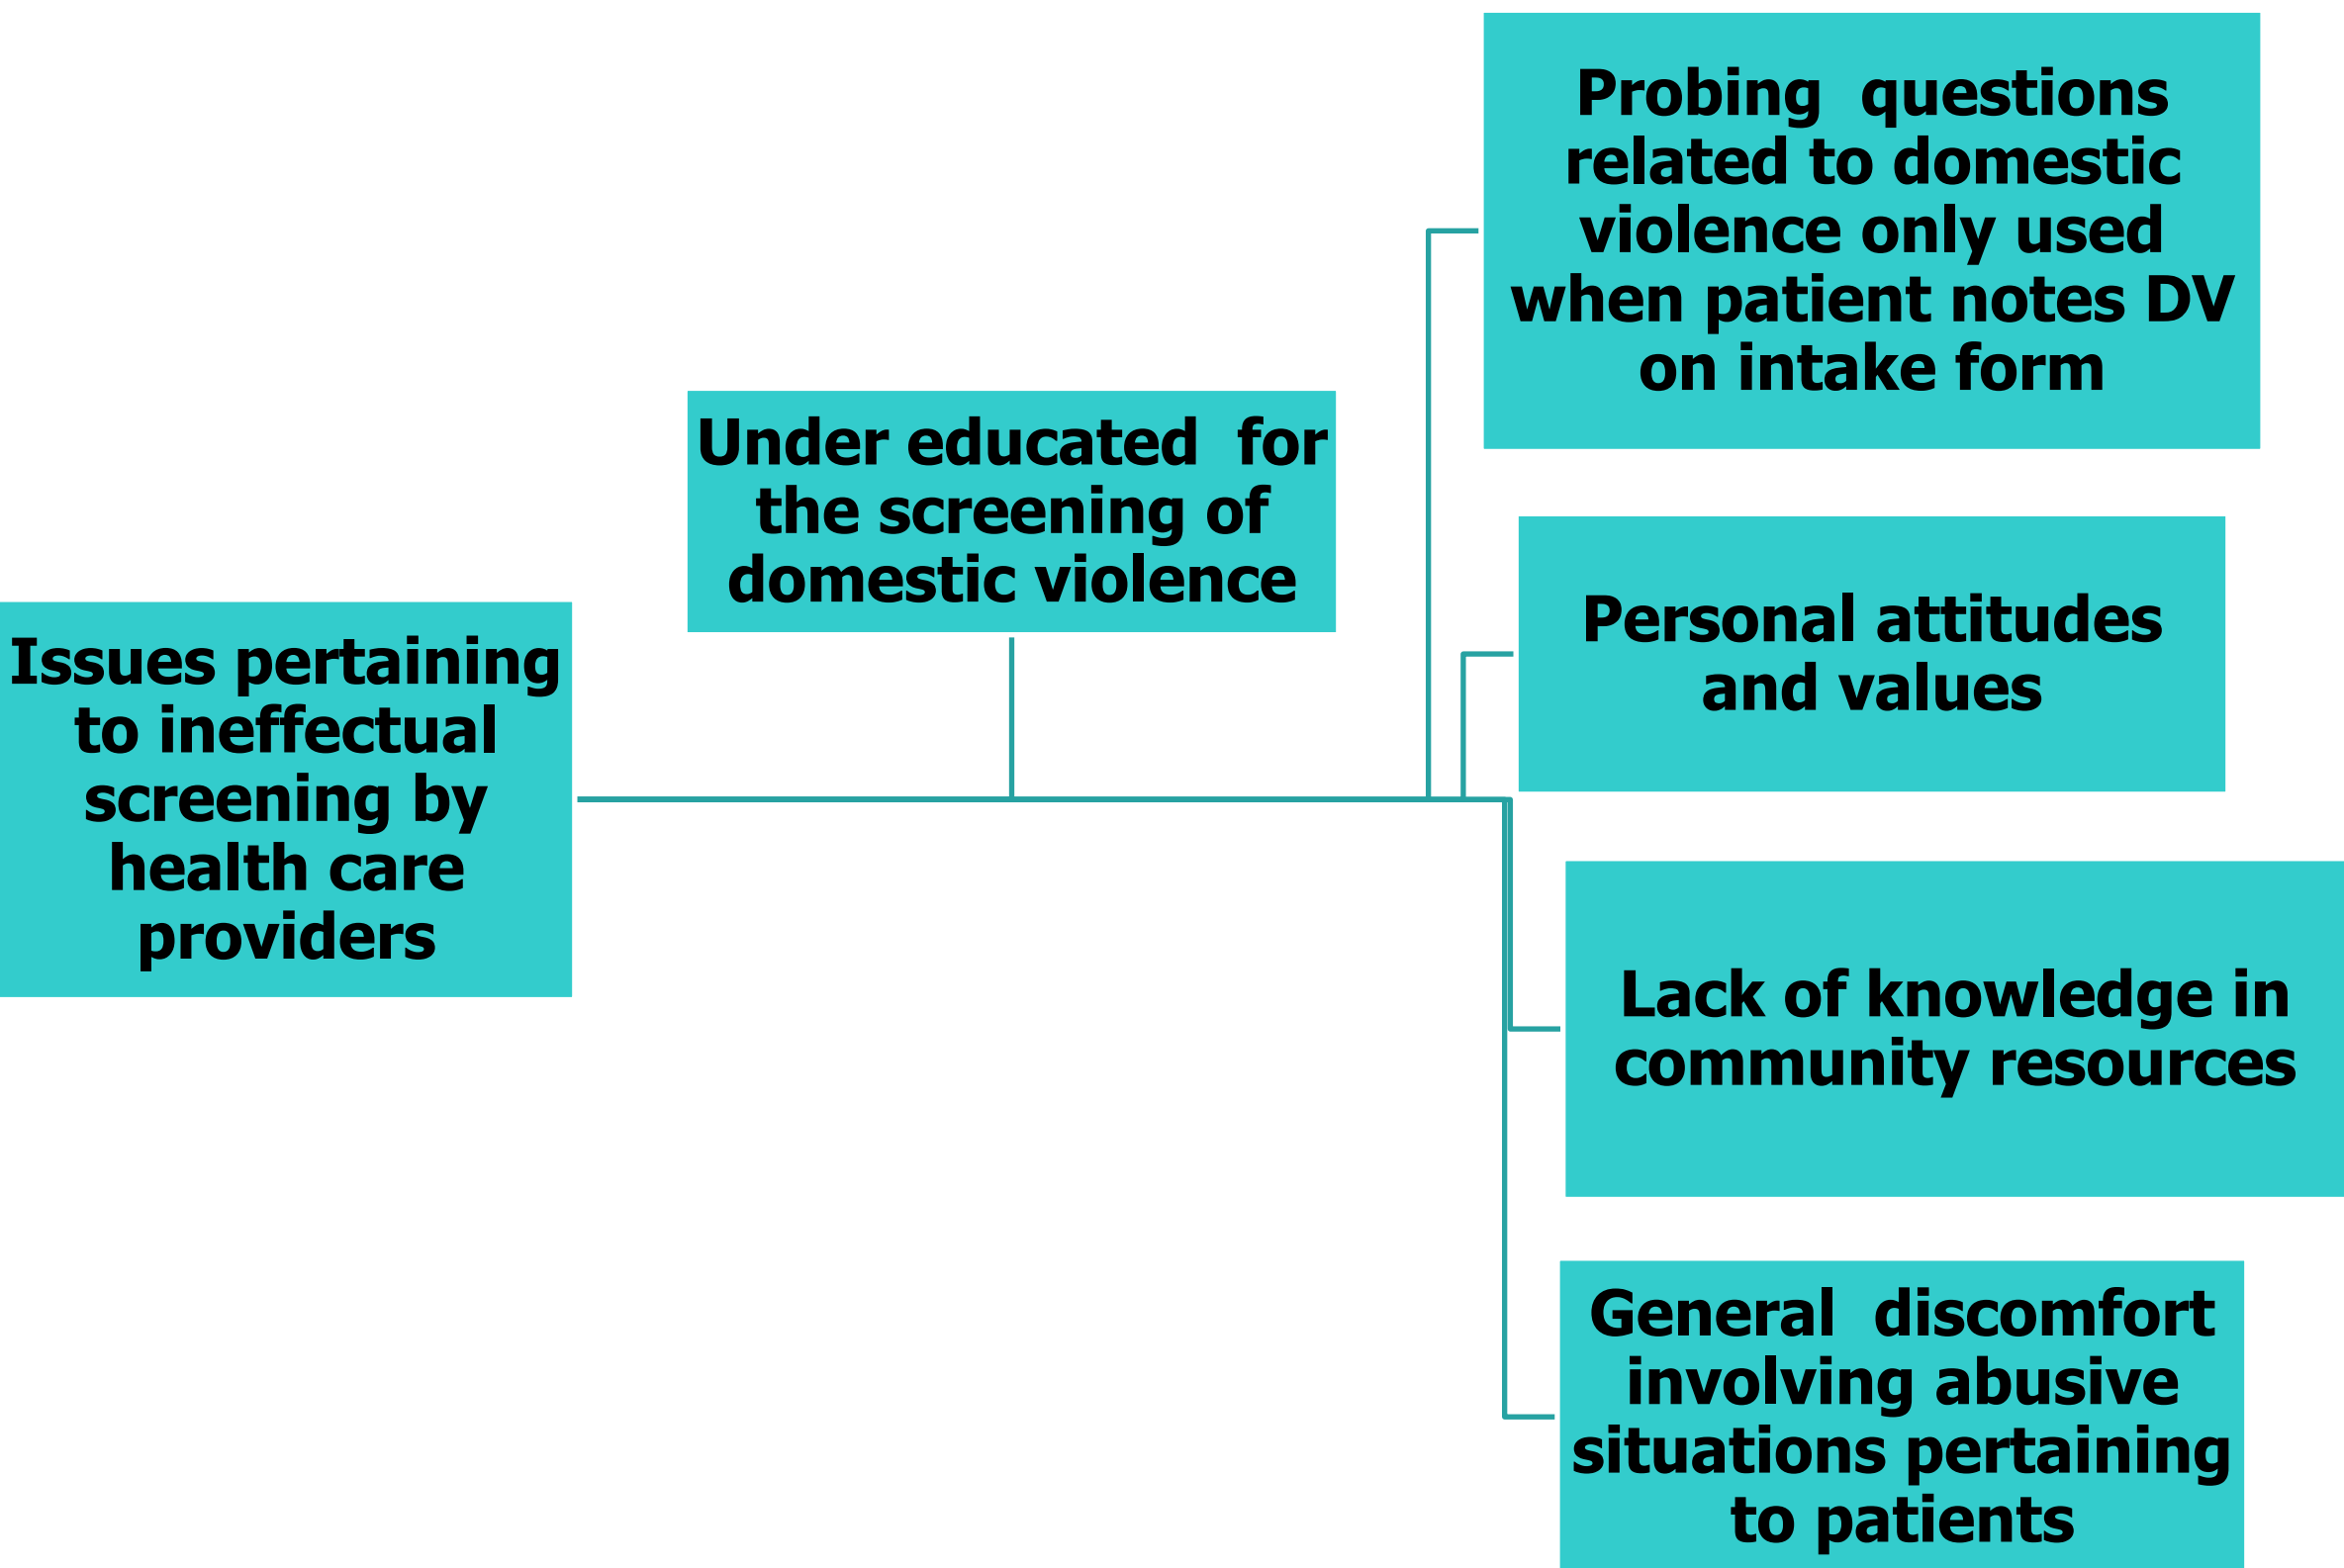 Issues pertaining
to ineffectual
screening by
health care
providers
Under educated  for
the screening of
domestic violence
Probing  questions
related to domestic
violence only used
when patient notes DV
on intake form
Personal attitudes
and values
Lack of knowledge in
community resources
General  discomfort
involving abusive
situations pertaining
to patients